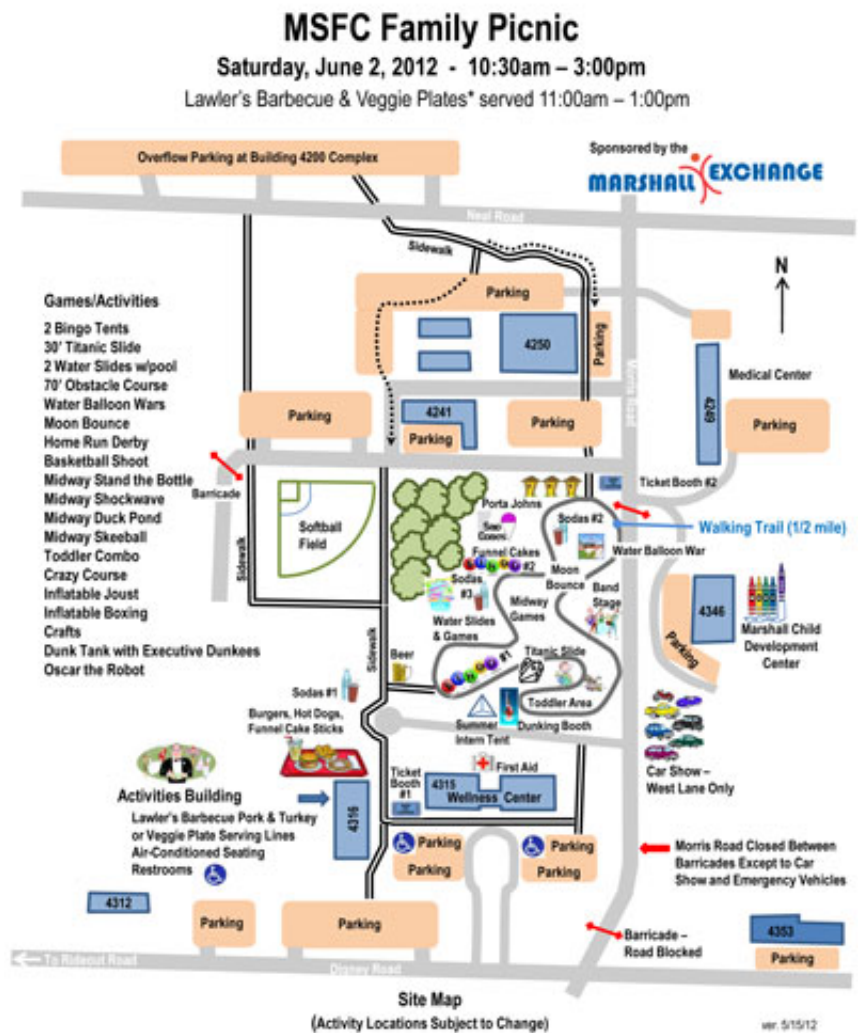 MSFC Family Picnic
Saturday, June 2, 2012 - 10:30am – 3:00pm
Lawler's Barbecue & Veggie Plates* served 11:00am – 1:00pm
Overflow Parking at Building 4200 Complex
Sponsored by the
MARSHALL EXCHANGE
Neal Road
Sidewalk
N
Games/Activities
2 Bingo Tents
30' Titanic Slide
2 Water Slides w/pool
70' Obstacle Course
Water Balloon Wars
Moon Bounce
Home Run Derby
Basketball Shoot
Midway Stand the Bottle
Midway Shockwave
Midway Duck Pond
Midway Skeeball
Toddler Combo
Crazy Course
Inflatable Joust
Inflatable Boxing
Crafts
Dunk Tank with Executive Dunkees
Oscar the Robot
Parking
4250
Parking
Morris Road
4249
Medical Center
Parking
Parking
4241
Parking
Parking
Barricade
Sidewalk
Softball
Field
Porta Johns
Sno
Cones
Funnel Cakes
BINGO #2
Sodas
#3
Water Slides
& Games
Sodas #2
Moon
Bounce
Midway
Games
Band
Stage
Ticket Booth #2
Walking Trail (1/2 mile)
Water Balloon War
4346
Parking
Marshall Child
Development
Center
Sidewalk
Beer
BINGO #1
Titanic Slide
Toddler Area
Summer
Intern Tent
Dunking Booth
Sodas #1
Burgers, Hot Dogs,
Funnel Cake Sticks
Car Show –
West Lane Only
First Aid
Ticket
Booth
#1
4315
Wellness Center
Activities Building
4316
Lawler's Barbecue Pork & Turkey
or Veggie Plate Serving Lines
Air-Conditioned Seating
Restrooms
Parking
Parking
Parking
Parking
Morris Road Closed Between
Barricades Except to Car
Show and Emergency Vehicles
4312
Parking
Parking
Barricade –
Road Blocked
4353
Parking
To Rideout Road
Digney Road
Site Map
(Activity Locations Subject to Change)
ver. 5/15/12